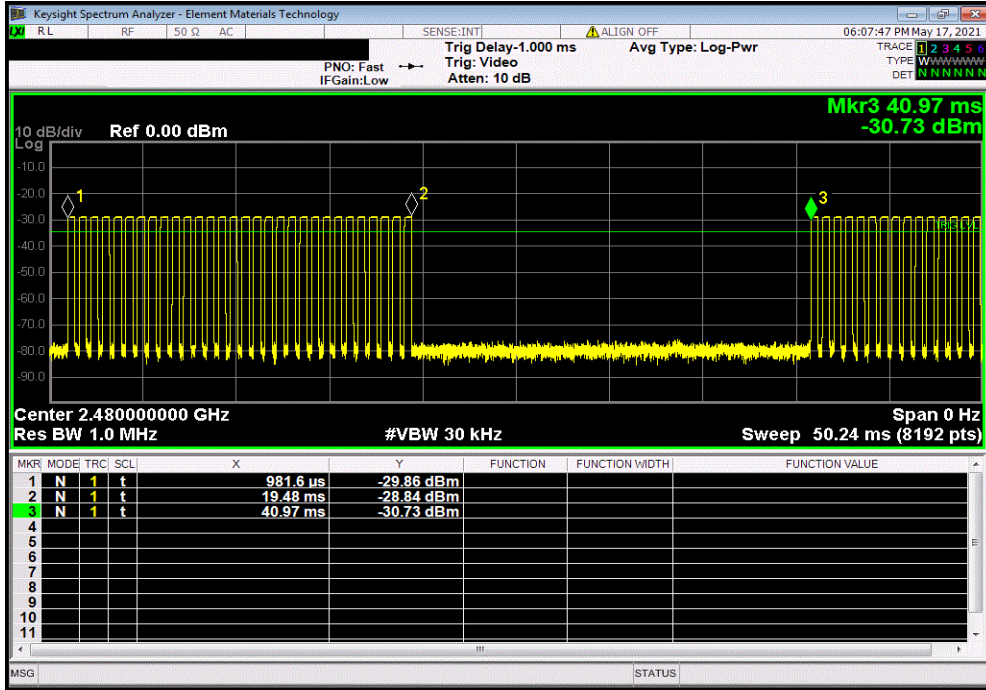 Keysight Spectrum Analyzer - Element Materials Technology
LXI RL RF 50 Ω AC SENSE:INT ALIGN OFF 06:07:47 PM May 17, 2021
Trig Delay-1.000 ms Avg Type: Log-Pwr TRACE 1 2 3 4 5 6
PNO: Fast Trig: Video TYPE WWWWWW
IFGain:Low Atten: 10 dB DET N N N N N N
Mkr3 40.97 ms
10 dB/div Ref 0.00 dBm -30.73 dBm
Log
-10.0
1 2 3
-20.0
-30.0
TRIG LVL
-40.0
-50.0
-60.0
-70.0
-80.0
-90.0
Center 2.480000000 GHz Span 0 Hz
Res BW 1.0 MHz #VBW 30 kHz Sweep 50.24 ms (8192 pts)
MKR MODE TRC SCL X Y FUNCTION FUNCTION WIDTH FUNCTION VALUE
1 N 1 t 981.6 µs -29.86 dBm
2 N 1 t 19.48 ms -28.84 dBm
3 N 1 t 40.97 ms -30.73 dBm
4
5
6
7
8
9
10
11
MSG STATUS